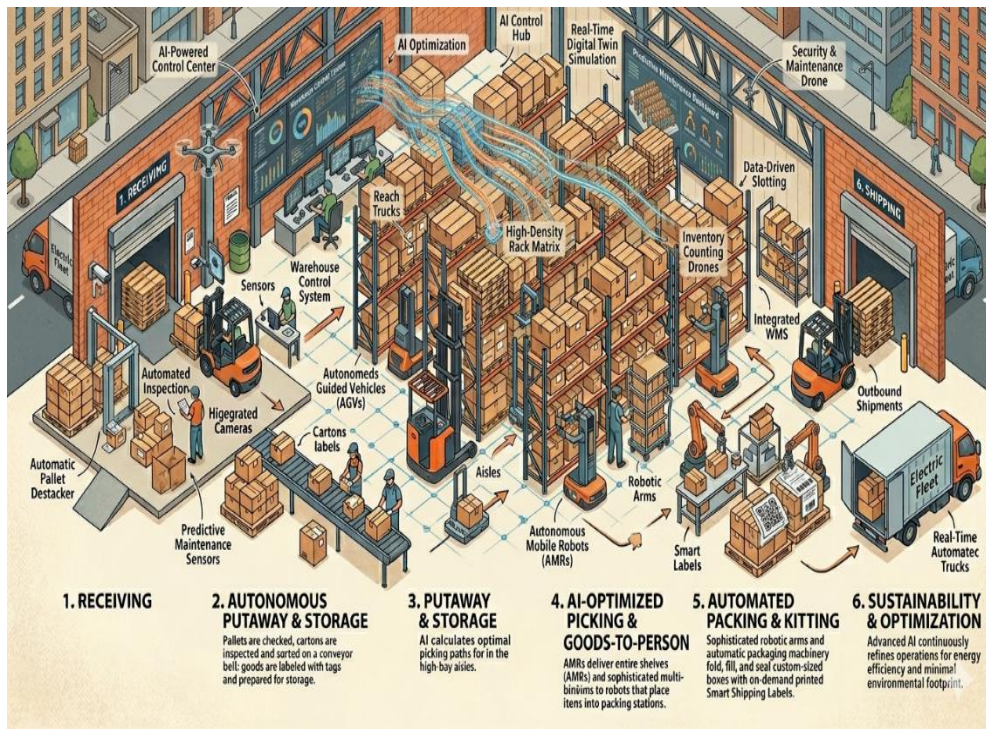 AI-Powered
Control Center
AI Optimization
AI Control
Hub
Real-Time
Digital Twin
Simulation
Security &
Maintenance
Drone
1. RECEIVING
Electric
Fleet
Reach
Trucks
High-Density
Rack Matrix
Data-Driven
Slotting
6. SHIPPING
Inventory
Counting
Drones
Sensors
Warehouse
Control
System
Integrated
WMS
Automated
Inspection
Higegrated
Cameras
Autonomeds
Guided Vehicles
(AGVs)
Outbound
Shipments
Cartons
labels
Automatic
Pallet
Destacker
Aisles
Robotic
Arms
Electric
Fleet
Predictive
Maintenance
Sensors
Autonomous
Mobile Robots
(AMRs)
Smart
Labels
Real-Time
Automatec
Trucks
1. RECEIVING
2. AUTONOMOUS
PUTAWAY & STORAGE
Pallets are checked, cartons are
inspected and sorted on a conveyor
bell: goods are labeled with tags
and prepared for storage.
3. PUTAWAY
& STORAGE
AI calculates optimal
picking paths for in the
high-bay aisies.
4. AI-OPTIMIZED
PICKING &
GOODS-TO-PERSON
AMRs deliver entire shelves
(AMRs) and sophisticated multi-
to robots that place
items into packing stations.
5. AUTOMATED
PACKING & KITTING
Sophisticated robotic arms and
automatic packaging machinery
fold, fill, and seal custom-sized
boxes with on-demand printed
Smart Shipping Labels.
6. SUSTAINABILITY
& OPTIMIZATION
Advanced AI continuously
refines operations for energy
efficiency and minimal
environmental footprint.